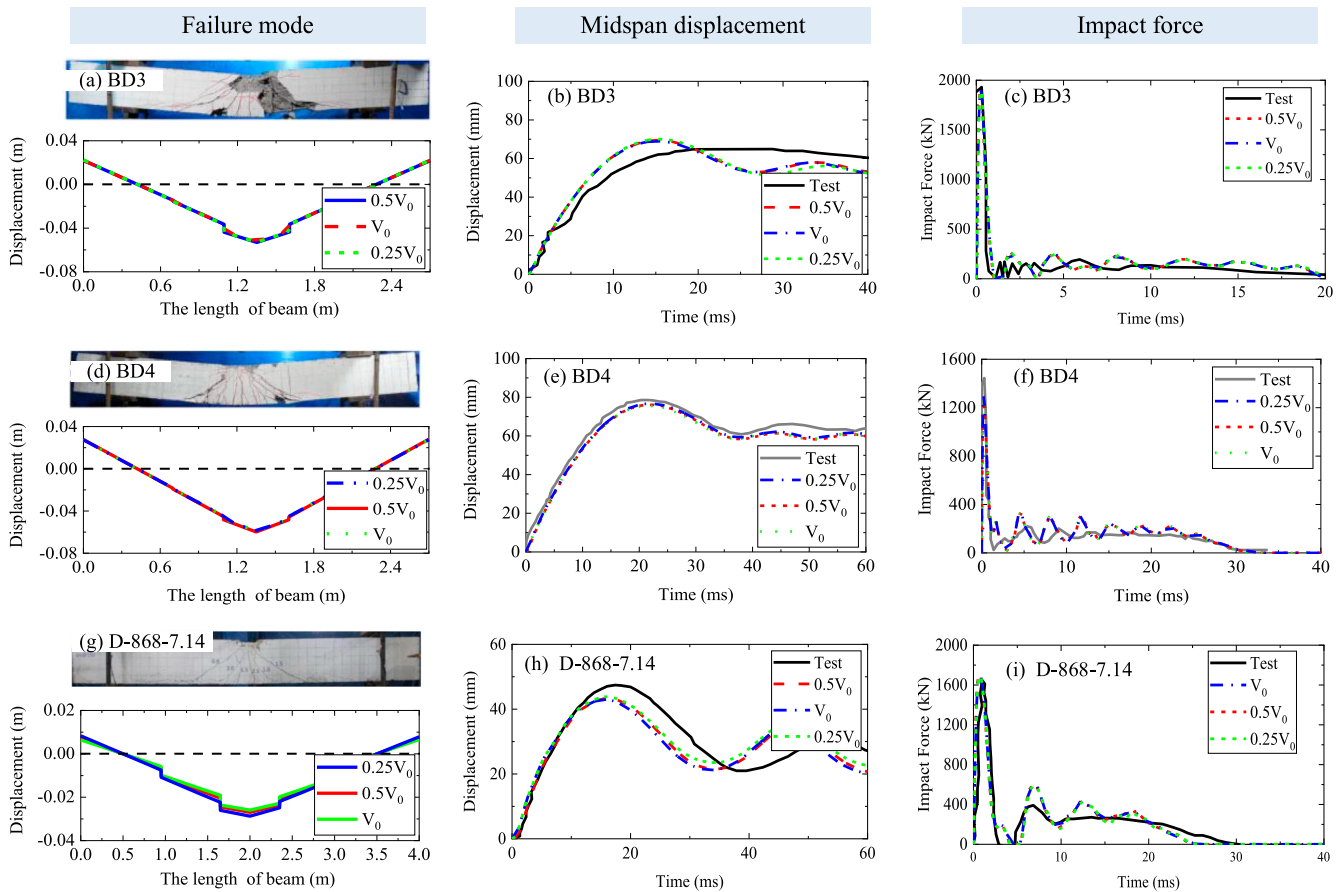 Failure mode
Midspan displacement
Impact force
(a) BD3
Displacement (m)
0.04
0.00
-0.04
-0.08
0.5V₀
V₀
0.25V₀
0.0 0.6 1.2 1.8 2.4
The length of beam (m)
(b) BD3
Displacement (mm)
100
80
60
40
20
0
Test
0.5V₀
V₀
0.25V₀
0 10 20 30 40
Time (ms)
(c) BD3
Impact Force (kN)
2000
1600
1200
800
400
0
Test
0.5V₀
V₀
0.25V₀
0 5 10 15 20
Time (ms)
(d) BD4
Displacement (m)
0.04
0.00
-0.04
-0.08
0.25V₀
0.5V₀
V₀
0.0 0.6 1.2 1.8 2.4
The length of beam (m)
(e) BD4
Displacement (mm)
100
80
60
40
20
0
Test
0.25V₀
0.5V₀
V₀
0 10 20 30 40 50 60
Time (ms)
(f) BD4
Impact Force (kN)
1600
1200
800
400
0
Test
0.25V₀
0.5V₀
V₀
0 5 10 15 20 25 30 35 40
Time (ms)
(g) D-868-7.14
Displacement (m)
0.02
0.00
-0.02
-0.04
0.25V₀
0.5V₀
V₀
0.0 0.5 1.0 1.5 2.0 2.5 3.0 3.5 4.0
The length of beam (m)
(h) D-868-7.14
Displacement (mm)
60
40
20
0
Test
0.5V₀
V₀
0.25V₀
0 20 40 60
Time (ms)
(i) D-868-7.14
Impact Force (kN)
2000
1600
1200
800
400
0
Test
V₀
0.5V₀
0.25V₀
0 10 20 30 40
Time (ms)